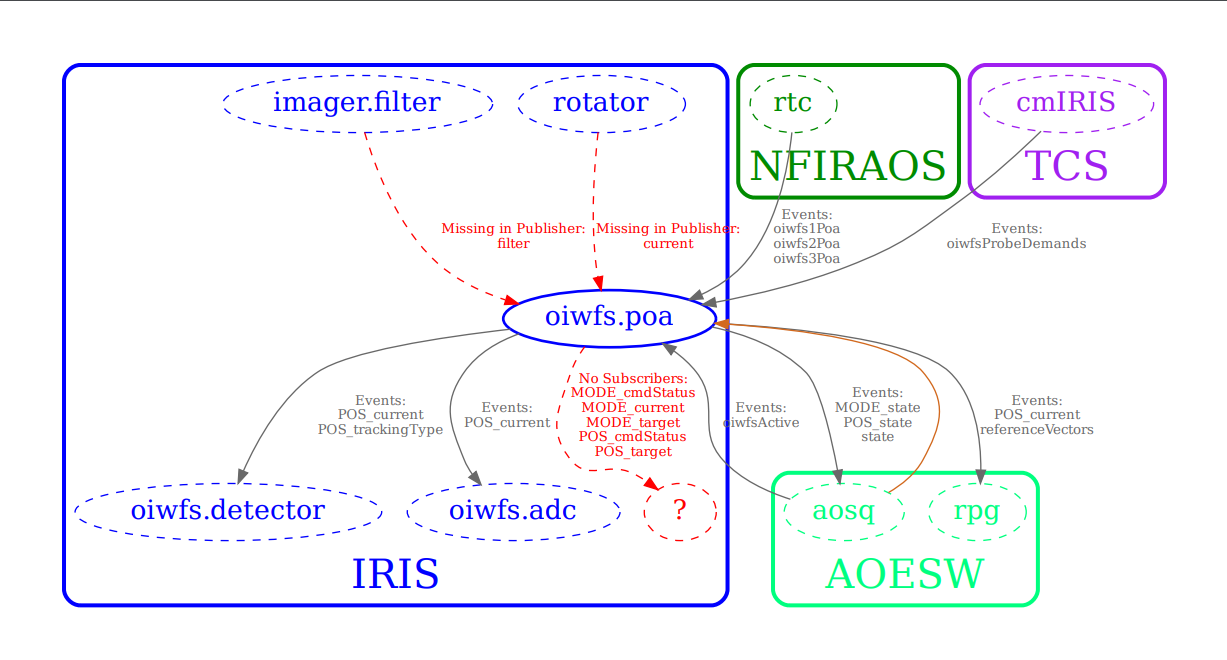 imager.filter
rotator
rtc
cmIRIS
NFIRAOS
TCS
Missing in Publisher:
filter
Missing in Publisher:
current
Events:
oiwfs1Poa
oiwfs2Poa
oiwfs3Poa
Events:
oiwfsProbeDemands
oiwfs.poa
Events:
POS_current
POS_trackingType
Events:
POS_current
No Subscribers:
MODE_cmdStatus
MODE_current
MODE_target
POS_cmdStatus
POS_target
Events:
oiwfsActive
Events:
MODE_state
POS_state
state
Events:
POS_current
referenceVectors
oiwfs.detector
oiwfs.adc
?
aosq
rpg
IRIS
AOESW